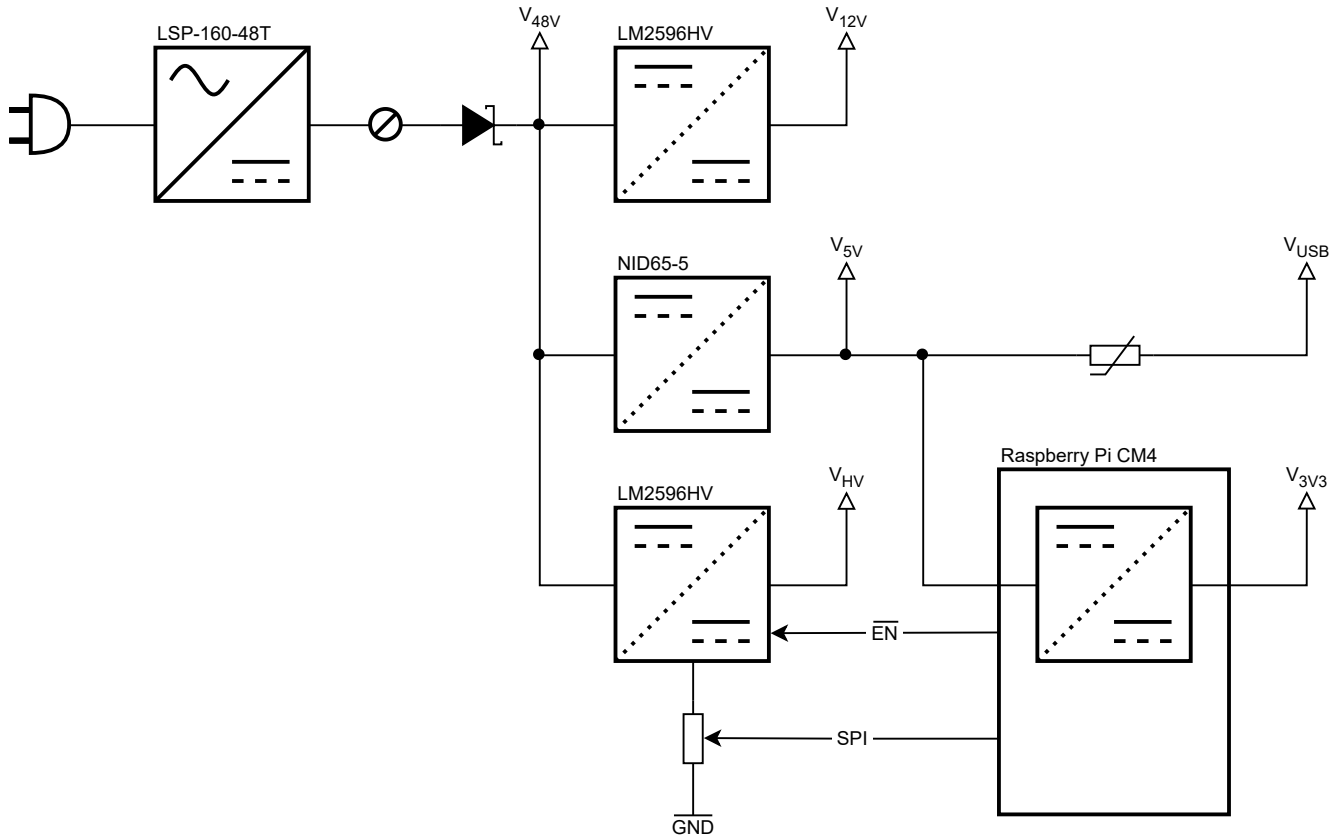 LSP-160-48T
V48V
LM2596HV
V12V
NID65-5
V5V
VUSB
LM2596HV
VHV
Raspberry Pi CM4
V3V3
EN
SPI
GND